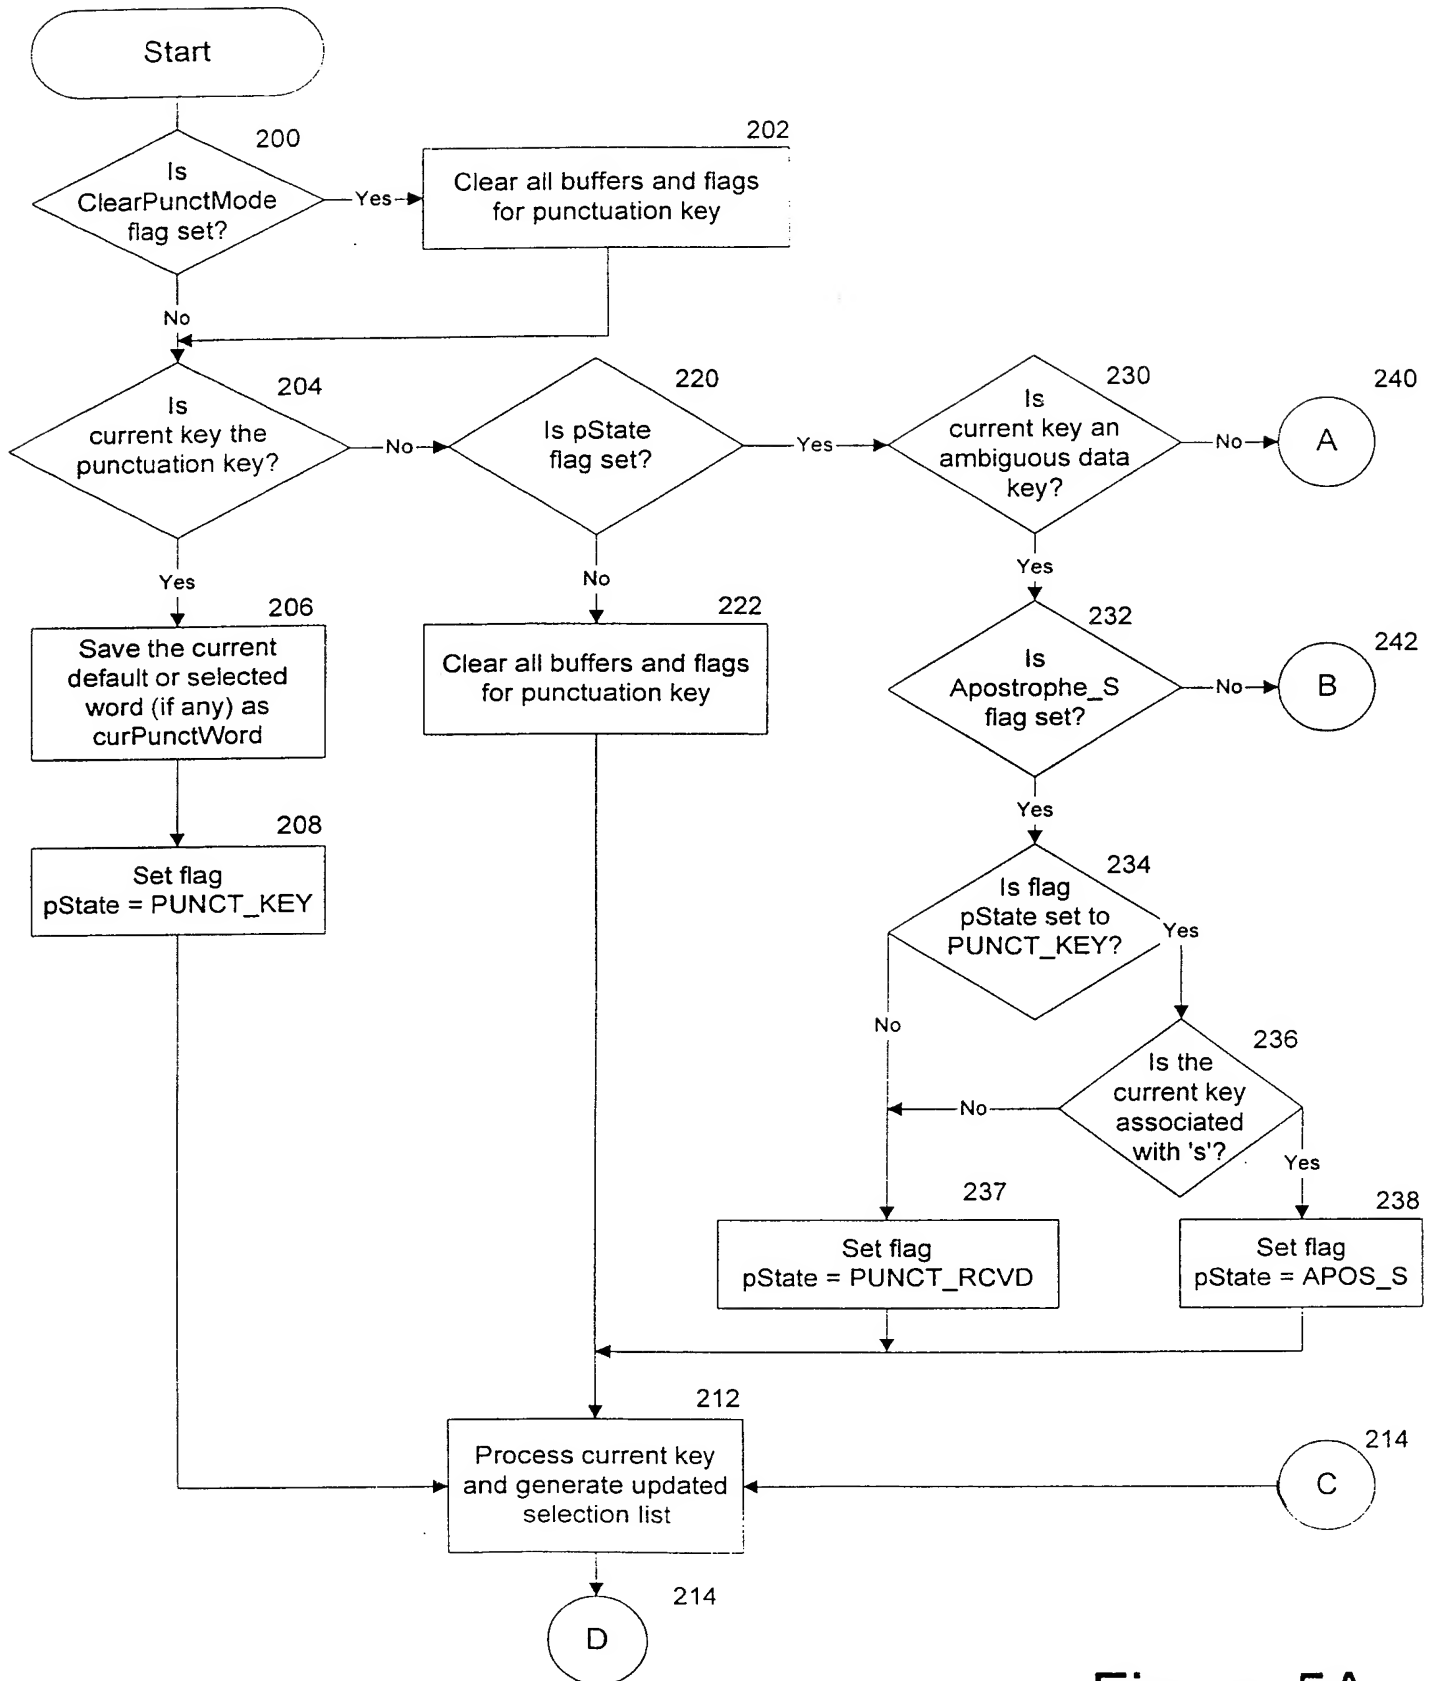 Start
200
Is
ClearPunctMode
flag set?
Yes
202
Clear all buffers and flags
for punctuation key
No
204
Is
current key the
punctuation key?
No
220
Is pState
flag set?
Yes
230
Is
current key an
ambiguous data
key?
No
240
A
Yes
206
Save the current
default or selected
word (if any) as
curPunctWord
No
222
Clear all buffers and flags
for punctuation key
Yes
232
Is
Apostrophe_S
flag set?
No
242
B
208
Set flag
pState = PUNCT_KEY
Yes
234
Is flag
pState set to
PUNCT_KEY?
Yes
No
236
Is the
current key
associated
with 's'?
No
Yes
237
Set flag
pState = PUNCT_RCVD
238
Set flag
pState = APOS_S
212
Process current key
and generate updated
selection list
214
C
214
D